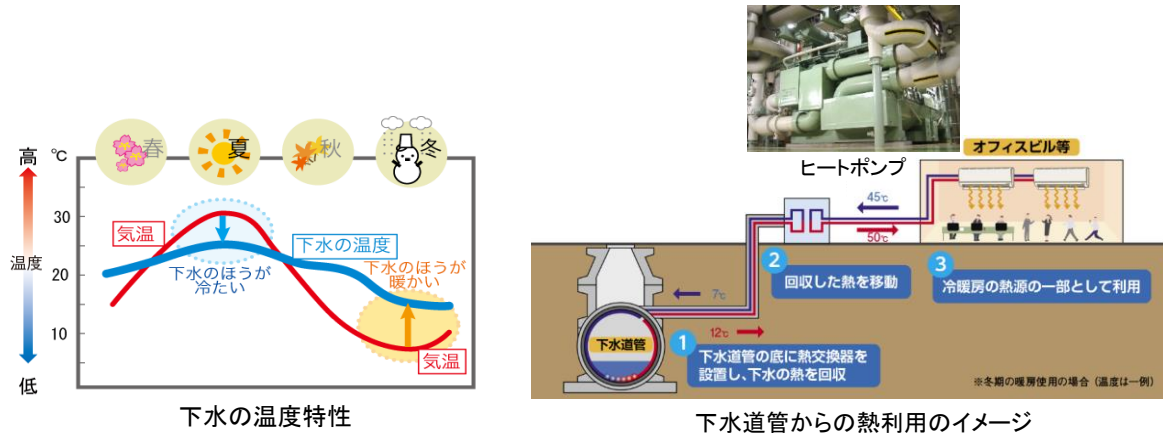 春
夏
秋
冬
高
℃
30
20
10
温度
低
気温
下水の温度
下水のほうが
冷たい
下水のほうが
暖かい
気温
下水の温度特性
ヒートポンプ
オフィスビル等
45℃
50℃
7℃
12℃
下水道管
1
下水道管の底に熱交換器を
設置し、下水の熱を回収
2
回収した熱を移動
3
冷暖房の熱源の一部として利用
※冬期の暖房使用の場合（温度は一例）
下水道管からの熱利用のイメージ